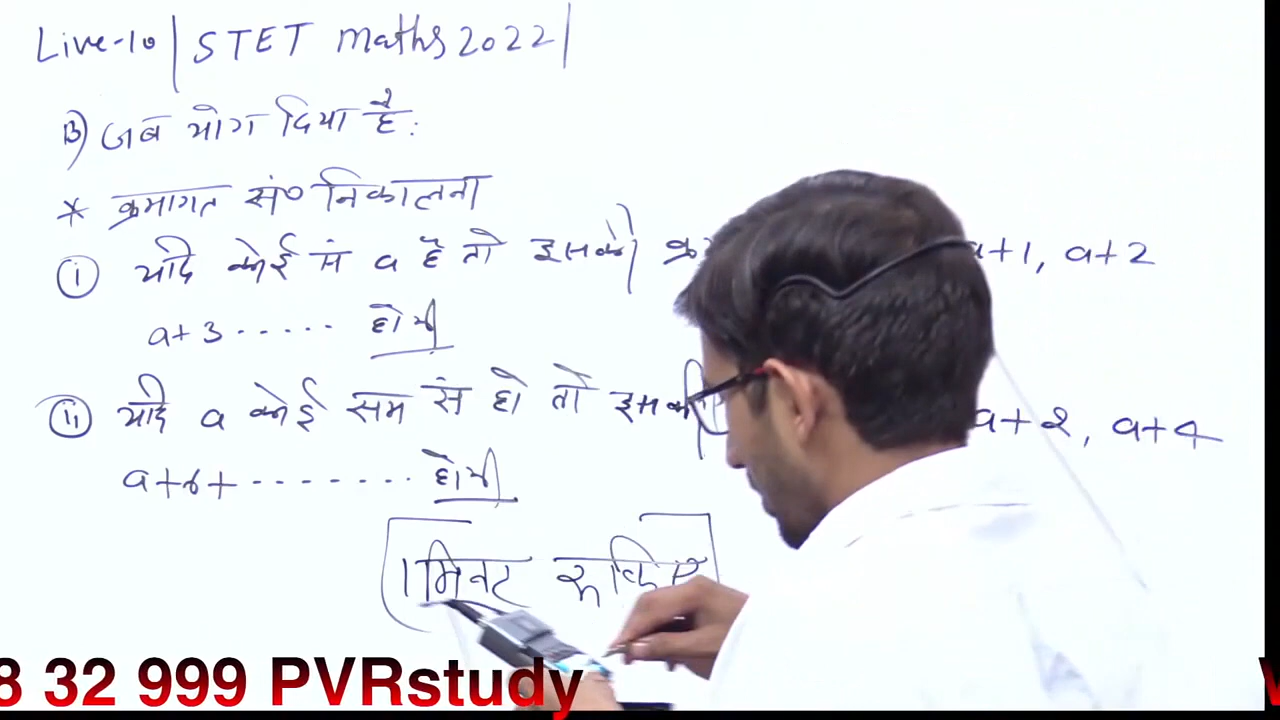 Live-10 | STET maths 2022 |
B) जब योग दिया है:
* क्रमागत सं० निकालना
(i) यदि कोई सं a है तो इसके क्र a+1, a+2
a+3 ..... होगी
(ii) यदि a कोई सम सं हो तो इसकी a+2, a+4
a+6+ ........ होगी
1 मिनट रूकिए
8 32 999 PVRstudy